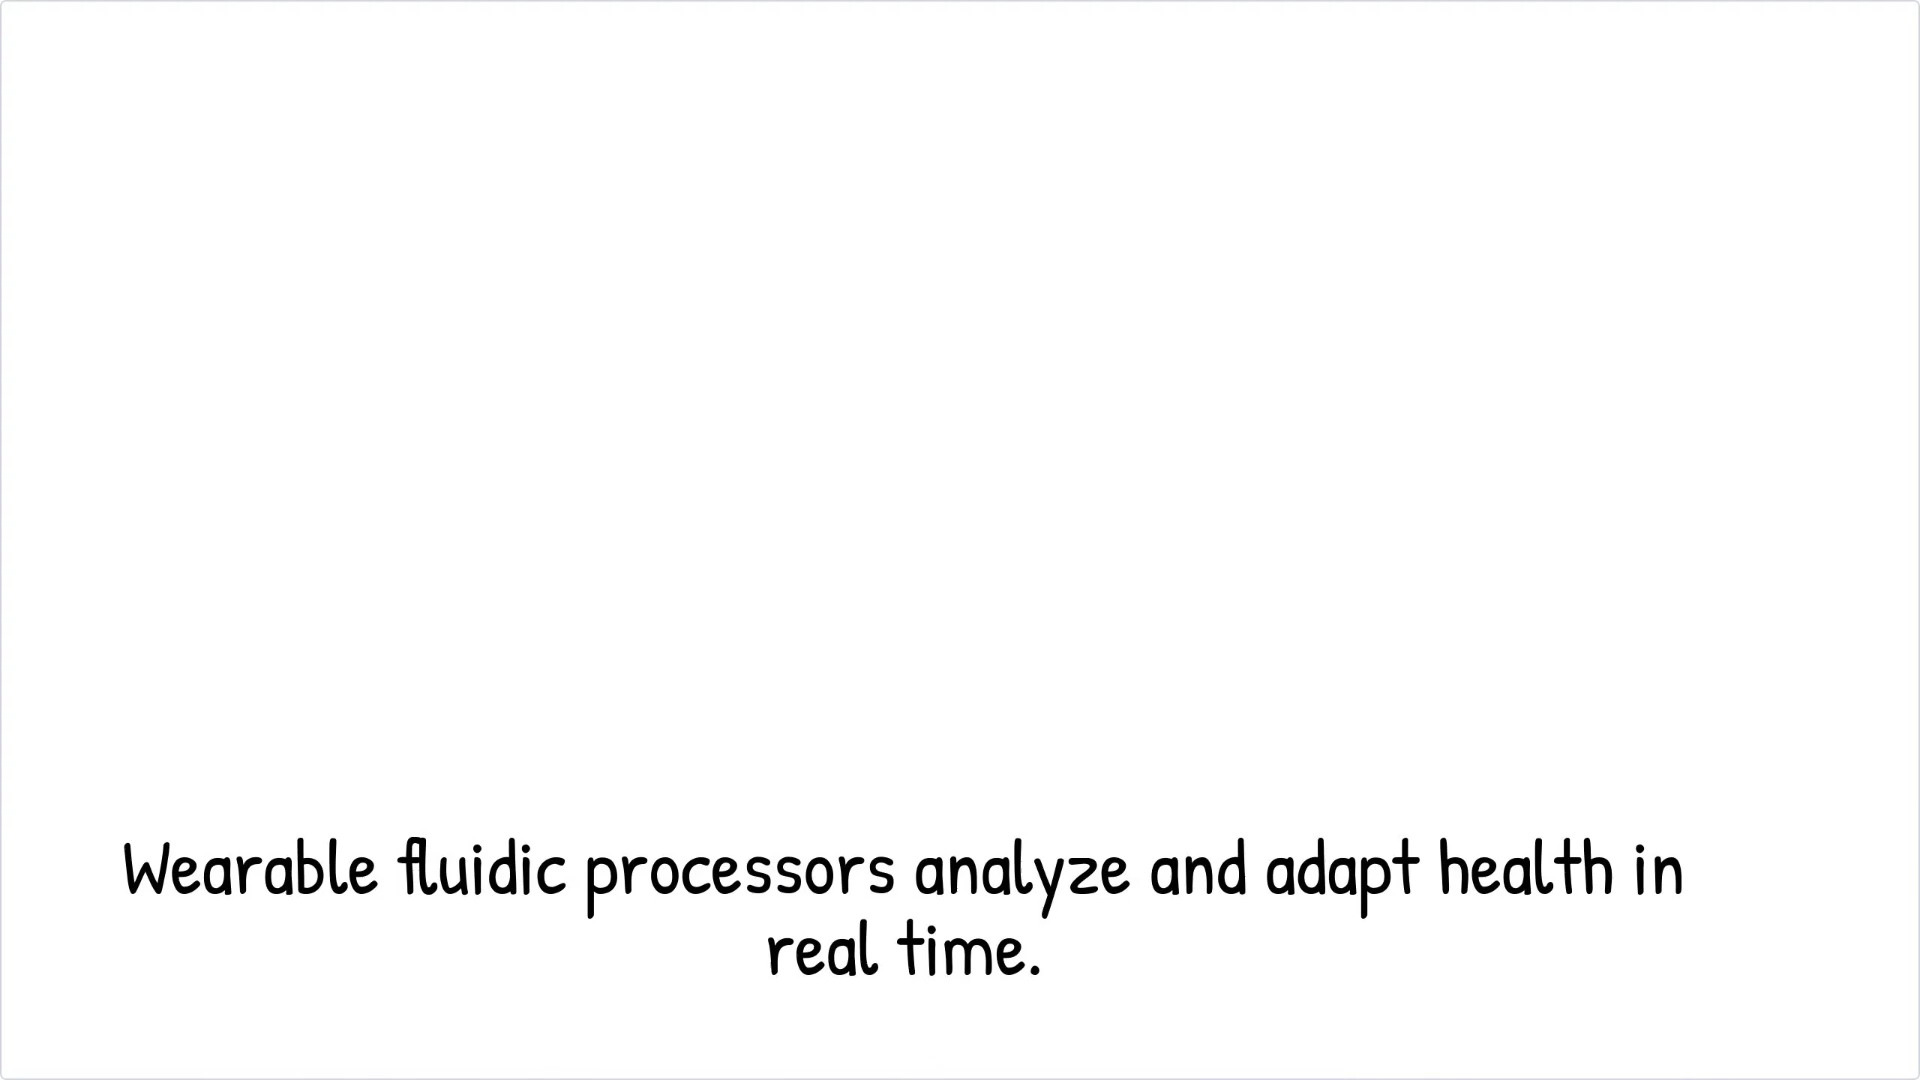 Wearable fluidic processors analyze and adapt health in
real time.